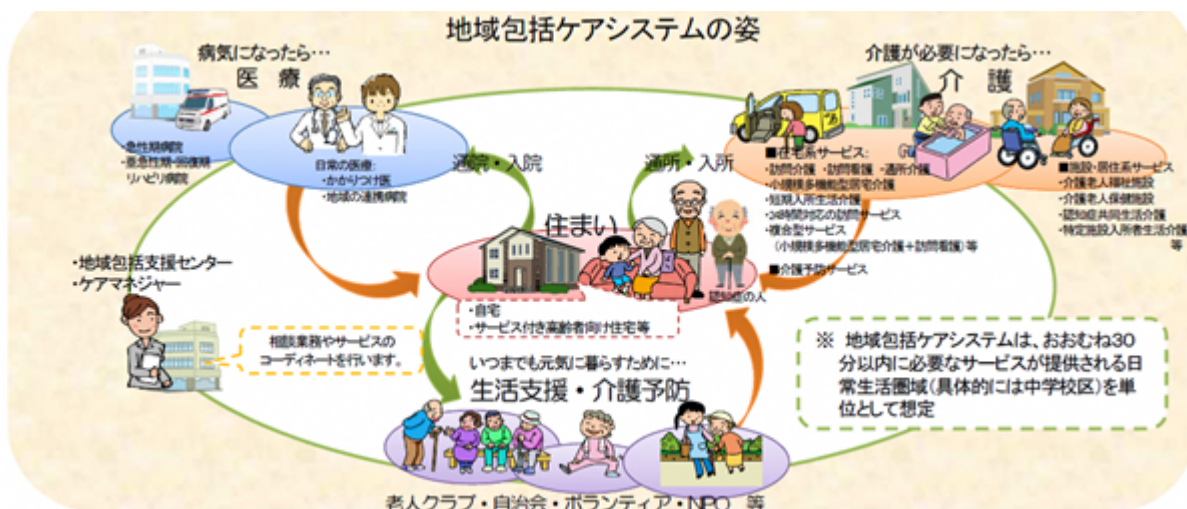 地域包括ケアシステムの姿
病気になったら…
医 療
・急性期病院
・亜急性期・回復期
リハビリ病院
日常の医療:
・かかりつけ医
・地域の連携病院
通院・入院
通所・入所
介護が必要になったら…
介 護
■在宅系サービス:
・訪問介護 ・訪問看護 ・通所介護
・小規模多機能型居宅介護
・短期入所生活介護
・24時間対応の訪問サービス
・複合型サービス
(小規模多機能型居宅介護+訪問看護)等
■介護予防サービス
■施設・居住系サービス
・介護老人福祉施設
・介護老人保健施設
・認知症共同生活介護
・特定施設入所者生活介護
等
住まい
認知症の人
・自宅
・サービス付き高齢者向け住宅等
・地域包括支援センター
・ケアマネジャー
相談業務やサービスの
コーディネートを行います。
いつまでも元気に暮らすために…
生活支援・介護予防
老人クラブ・自治会・ボランティア・NPO 等
※ 地域包括ケアシステムは、おおむね30
分以内に必要なサービスが提供される日
常生活圏域(具体的には中学校区)を単
位として想定